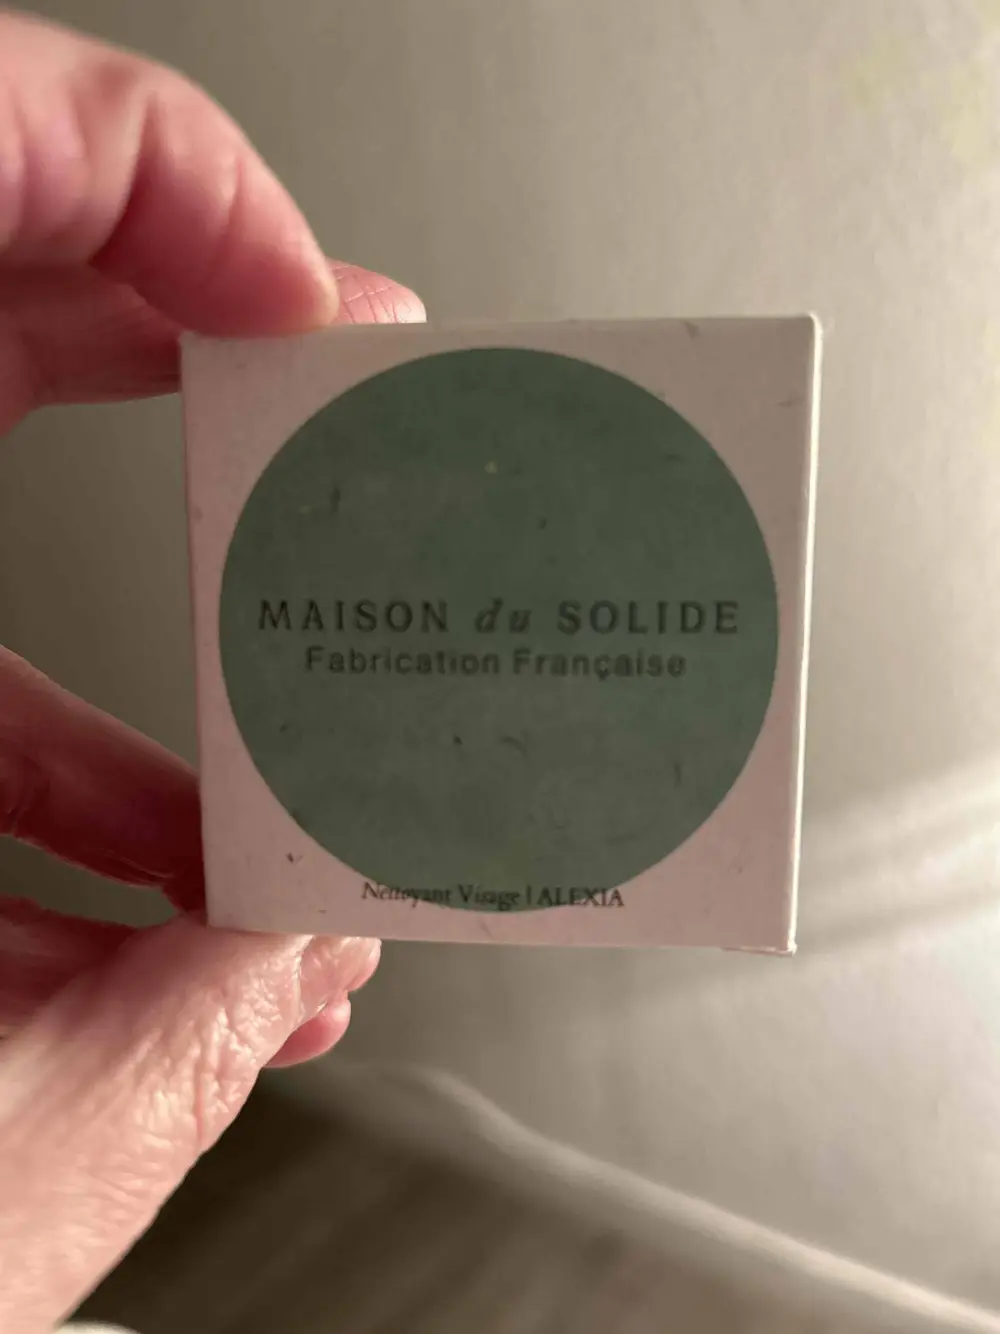 MAISON du SOLIDE
Fabrication Française
Nettoyant Visage | ALEXIA